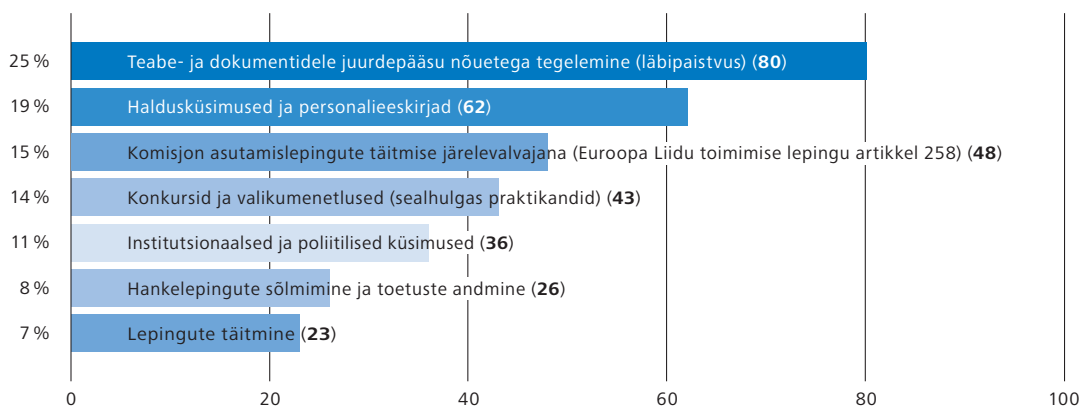 25 % Teabe- ja dokumentidele juurdepääsu nõuetega tegelemine (läbipaistvus) (80)
19 % Haldusküsimused ja personalieeskirjad (62)
15 % Komisjon asutamislepingute täitmise järelevalvajana (Euroopa Liidu toimimise lepingu artikkel 258) (48)
14 % Konkursid ja valikumenetlused (sealhulgas praktikandid) (43)
11 % Institutsionaalsed ja poliitilised küsimused (36)
8 % Hankelepingute sõlmimine ja toetuste andmine (26)
7 % Lepingute täitmine (23)
0 20 40 60 80 100